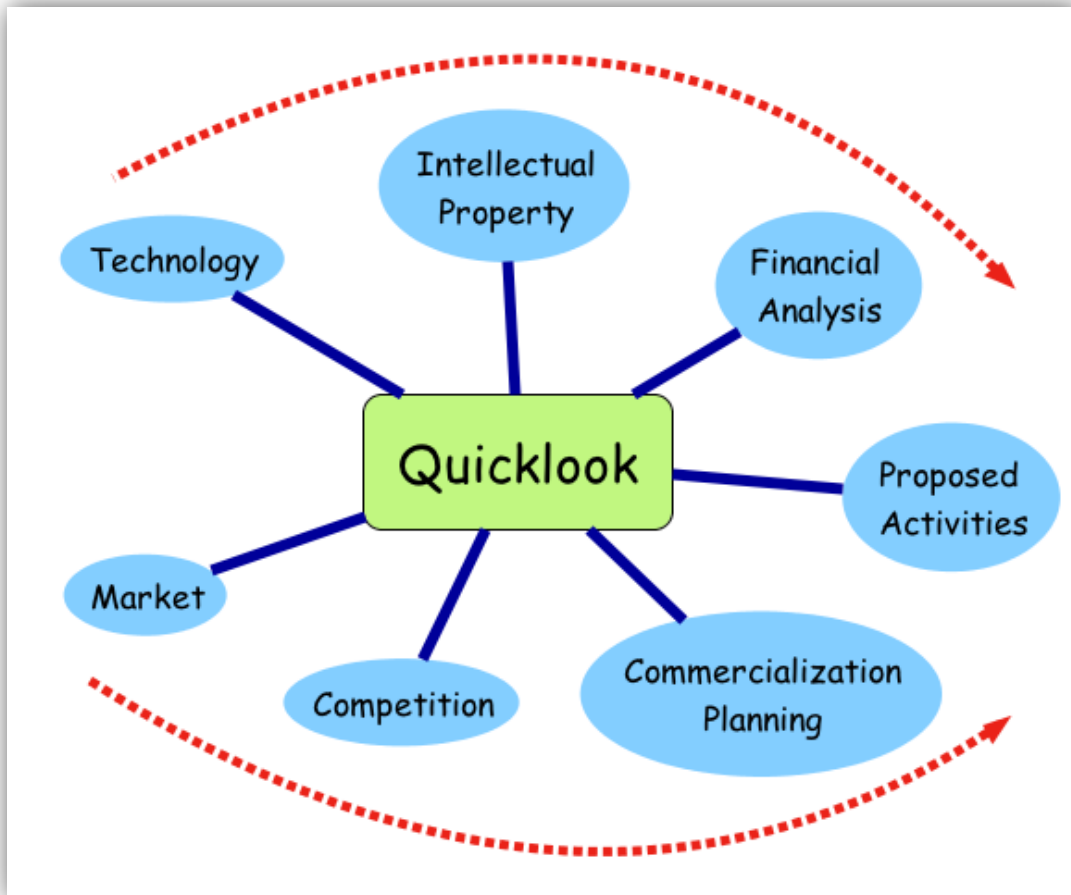 Intellectual
Property
Technology
Financial
Analysis
Quicklook
Proposed
Activities
Market
Competition
Commercialization
Planning